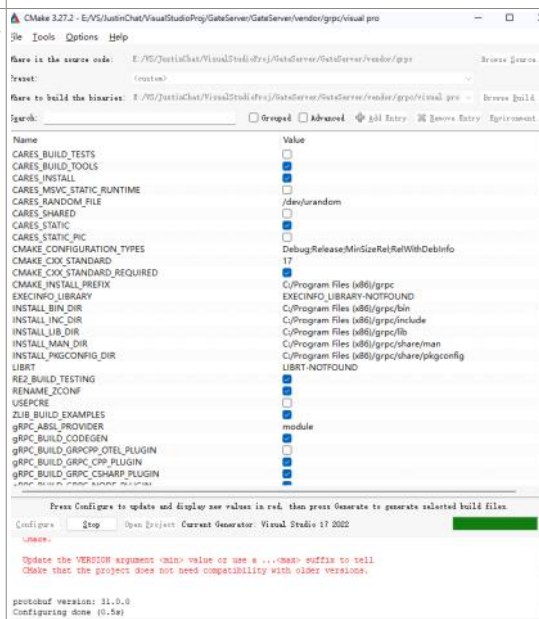 CMake 3.27.2 - E:/VS/JustinChat/VisualStudioProj/GateServer/GateServer/vendor/grpc/visual pro
File Tools Options Help
Where is the source code: E:/VS/JustinChat/VisualStudioProj/GateServer/GateServer/vendor/grpc Browse Source
Preset: <custom>
Where to build the binaries: E:/VS/JustinChat/VisualStudioProj/GateServer/GateServer/vendor/grpc/visual pro Browse Build
Search: Grouped Advanced Add Entry Remove Entry Environment
Name Value
CARES_BUILD_TESTS
CARES_BUILD_TOOLS
CARES_INSTALL
CARES_MSVC_STATIC_RUNTIME
CARES_RANDOM_FILE /dev/urandom
CARES_SHARED
CARES_STATIC
CARES_STATIC_PIC
CMAKE_CONFIGURATION_TYPES Debug;Release;MinSizeRel;RelWithDebInfo
CMAKE_CXX_STANDARD 17
CMAKE_CXX_STANDARD_REQUIRED
CMAKE_INSTALL_PREFIX C:/Program Files (x86)/grpc
EXECINFO_LIBRARY EXECINFO_LIBRARY-NOTFOUND
INSTALL_BIN_DIR C:/Program Files (x86)/grpc/bin
INSTALL_INC_DIR C:/Program Files (x86)/grpc/include
INSTALL_LIB_DIR C:/Program Files (x86)/grpc/lib
INSTALL_MAN_DIR C:/Program Files (x86)/grpc/share/man
INSTALL_PKGCONFIG_DIR C:/Program Files (x86)/grpc/share/pkgconfig
LIBRT LIBRT-NOTFOUND
RE2_BUILD_TESTING
RENAME_ZCONF
USEPCRE
ZLIB_BUILD_EXAMPLES
gRPC_ABSL_PROVIDER module
gRPC_BUILD_CODEGEN
gRPC_BUILD_GRPCPP_OTEL_PLUGIN
gRPC_BUILD_GRPC_CPP_PLUGIN
gRPC_BUILD_GRPC_CSHARP_PLUGIN
gRPC_BUILD_GRPC_NODE_PLUGIN
Press Configure to update and display new values in red, then press Generate to generate selected build files.
Configure Stop Open Project Current Generator: Visual Studio 17 2022
CMake.
Update the VERSION argument <min> value or use a ...<max> suffix to tell
CMake that the project does not need compatibility with older versions.
protobuf version: 31.0.0
Configuring done (0.5s)